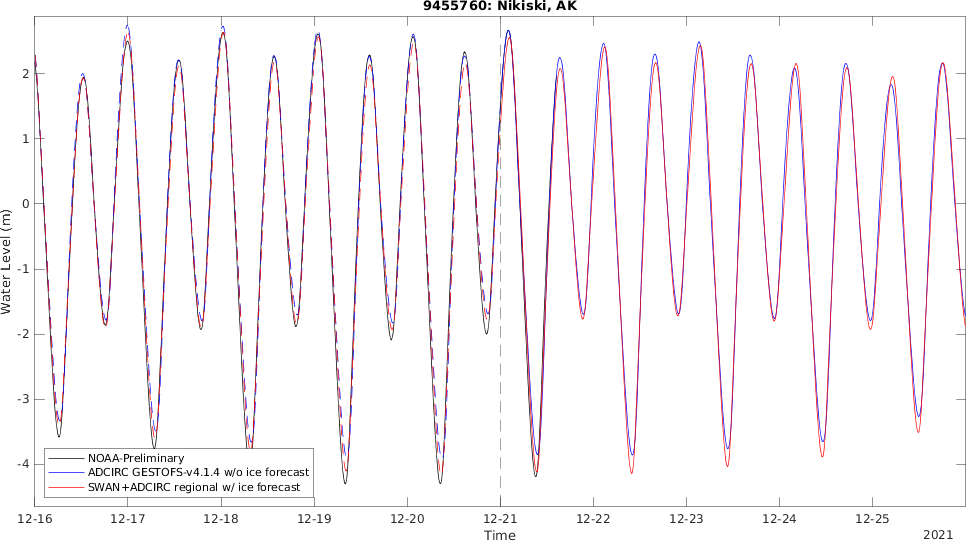 9455760: Nikiski, AK
Water Level (m)
2
1
0
-1
-2
-3
-4
NOAA-Preliminary
ADCIRC GESTOFS-v4.1.4 w/o ice forecast
SWAN+ADCIRC regional w/ ice forecast
12-16 12-17 12-18 12-19 12-20 12-21 12-22 12-23 12-24 12-25
Time
2021